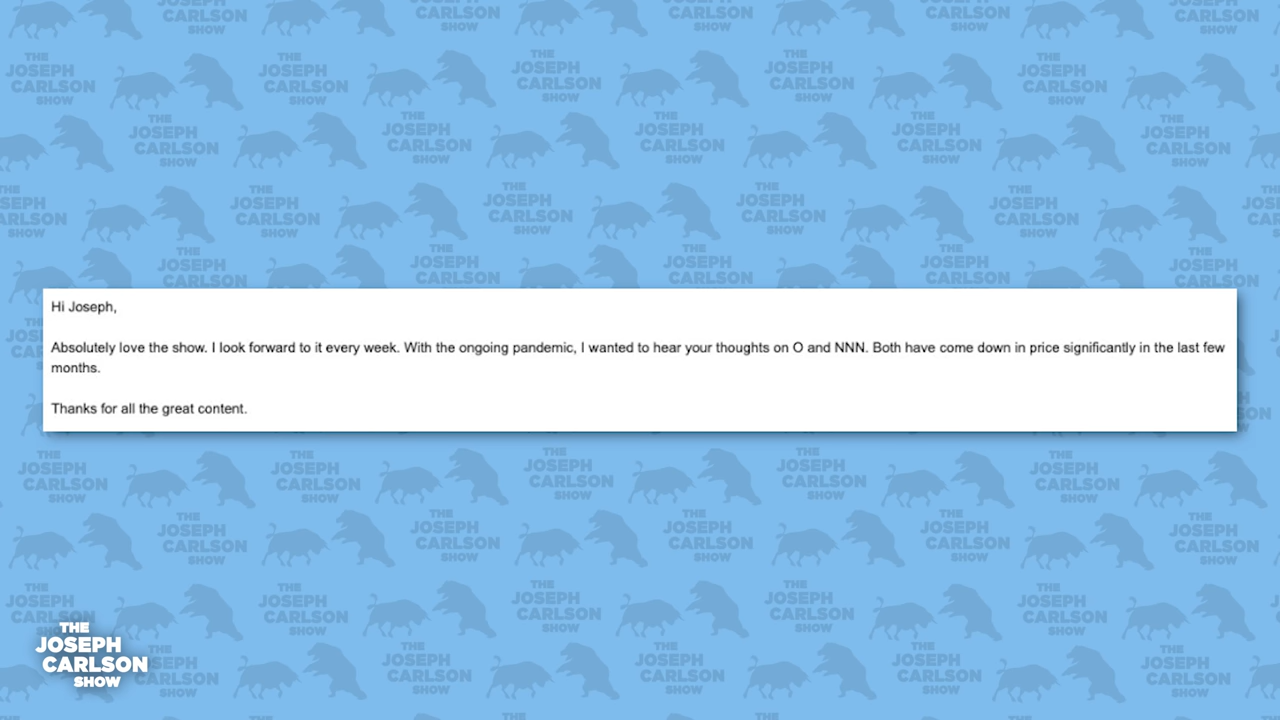 Hi Joseph,
Absolutely love the show. I look forward to it every week. With the ongoing pandemic, I wanted to hear your thoughts on O and NNN. Both have come down in price significantly in the last few
months.
Thanks for all the great content.
THE
JOSEPH
CARLSON
SHOW